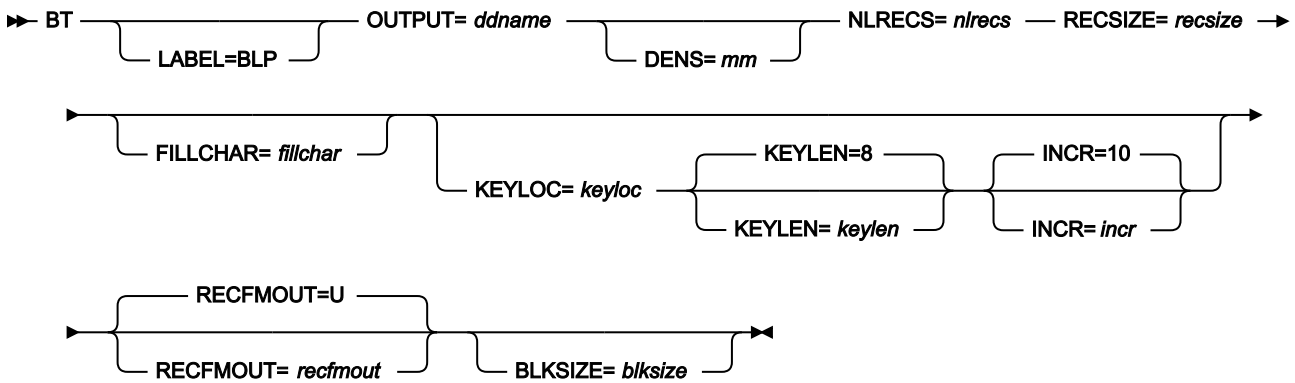 BT OUTPUT= ddname NLRECS= nlrecs RECSIZE= recsize
LABEL=BLP DENS= mm
FILLCHAR= fillchar KEYLEN=8 INCR=10
KEYLOC= keyloc
KEYLEN= keylen INCR= incr
RECFMOUT=U
RECFMOUT= recfmout BLKSIZE= blksize